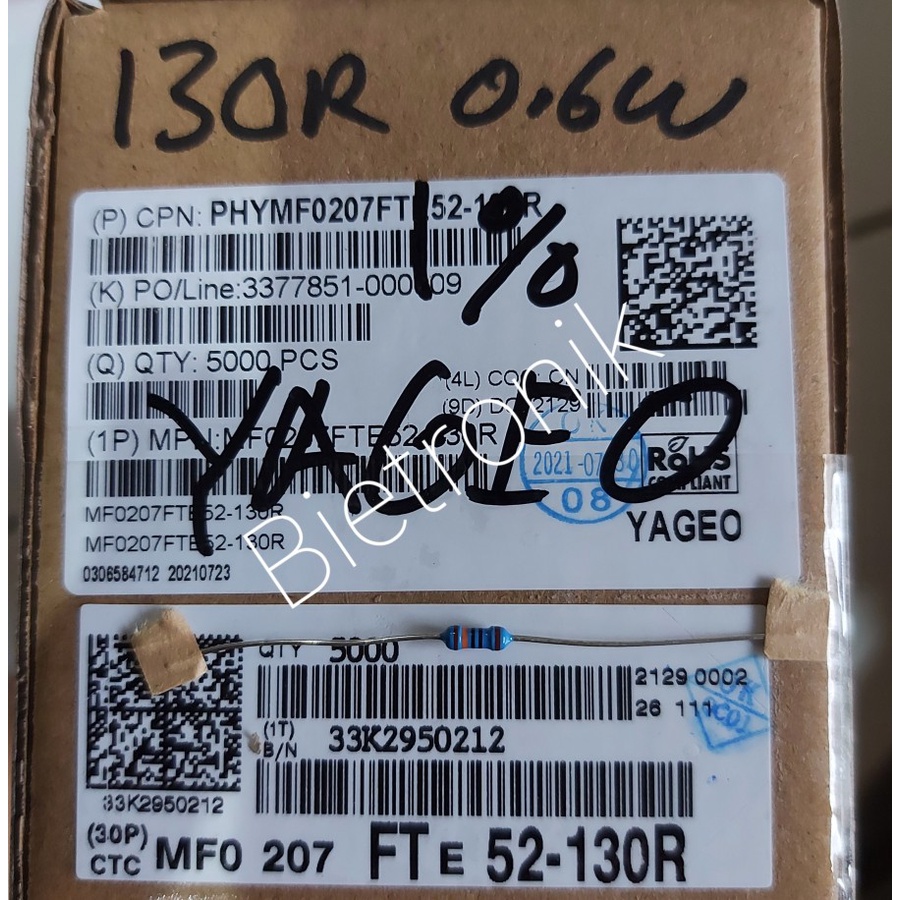 130R 0.6W
1%
(P) CPN: PHYMF0207FTE52-130R
(K) PO/Line:3377851-000009
(Q) QTY: 5000 PCS
(4L) COO: CN
(9D) DC: 2129
(1P) MPN:MF0207FTE52-130R
YAGEO
Bietronik
2021-07-30
08
RoHS
COMPLIANT
MF0207FTE52-130R
MF0207FTE52-130R
YAGEO
0306584712 20210723
QTY 5000
2129 0002
26 111
(1T)
B/N 33K2950212
33K2950212
(30P)
CTC MF0 207 FT E 52-130R